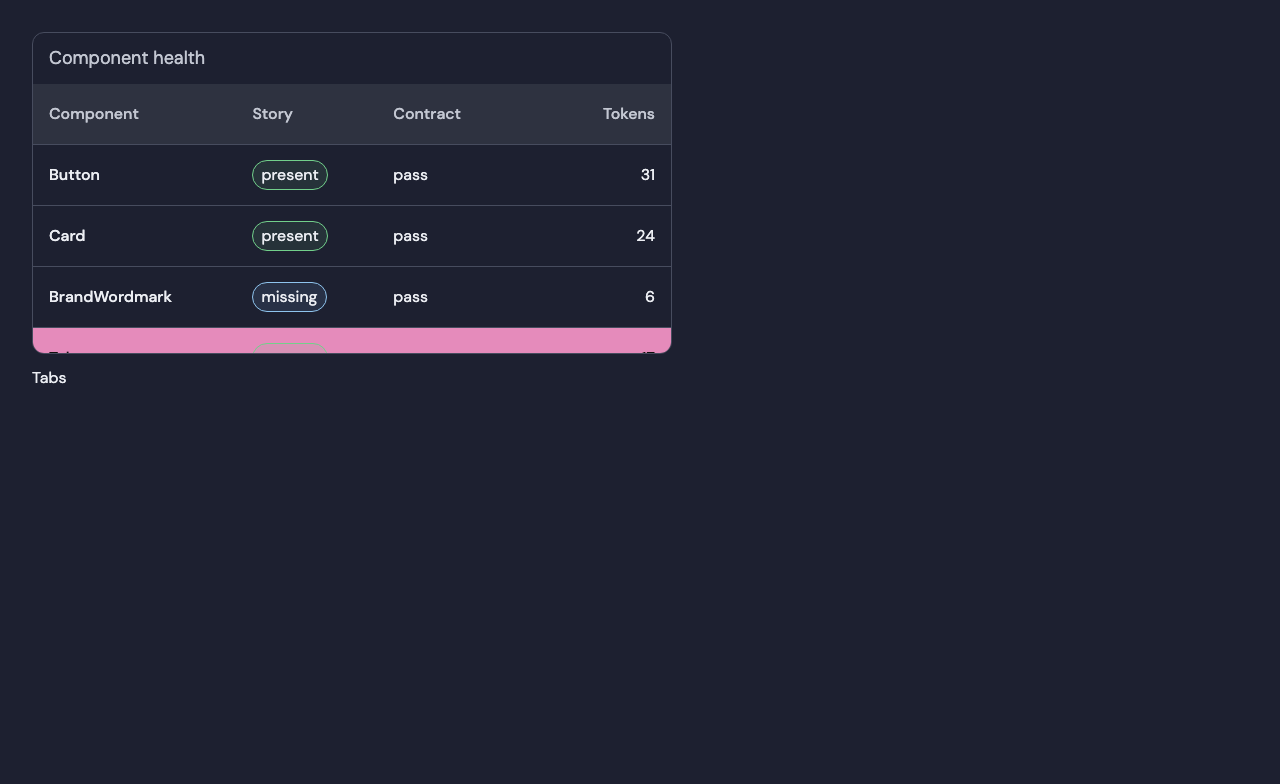 Component health
Component Story Contract Tokens
Button present pass 31
Card present pass 24
BrandWordmark missing pass 6
Tabs